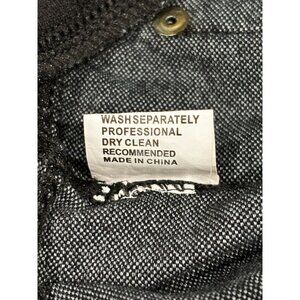 WASH SEPARATELY
PROFESSIONAL
DRY CLEAN
RECOMMENDED
MADE IN CHINA